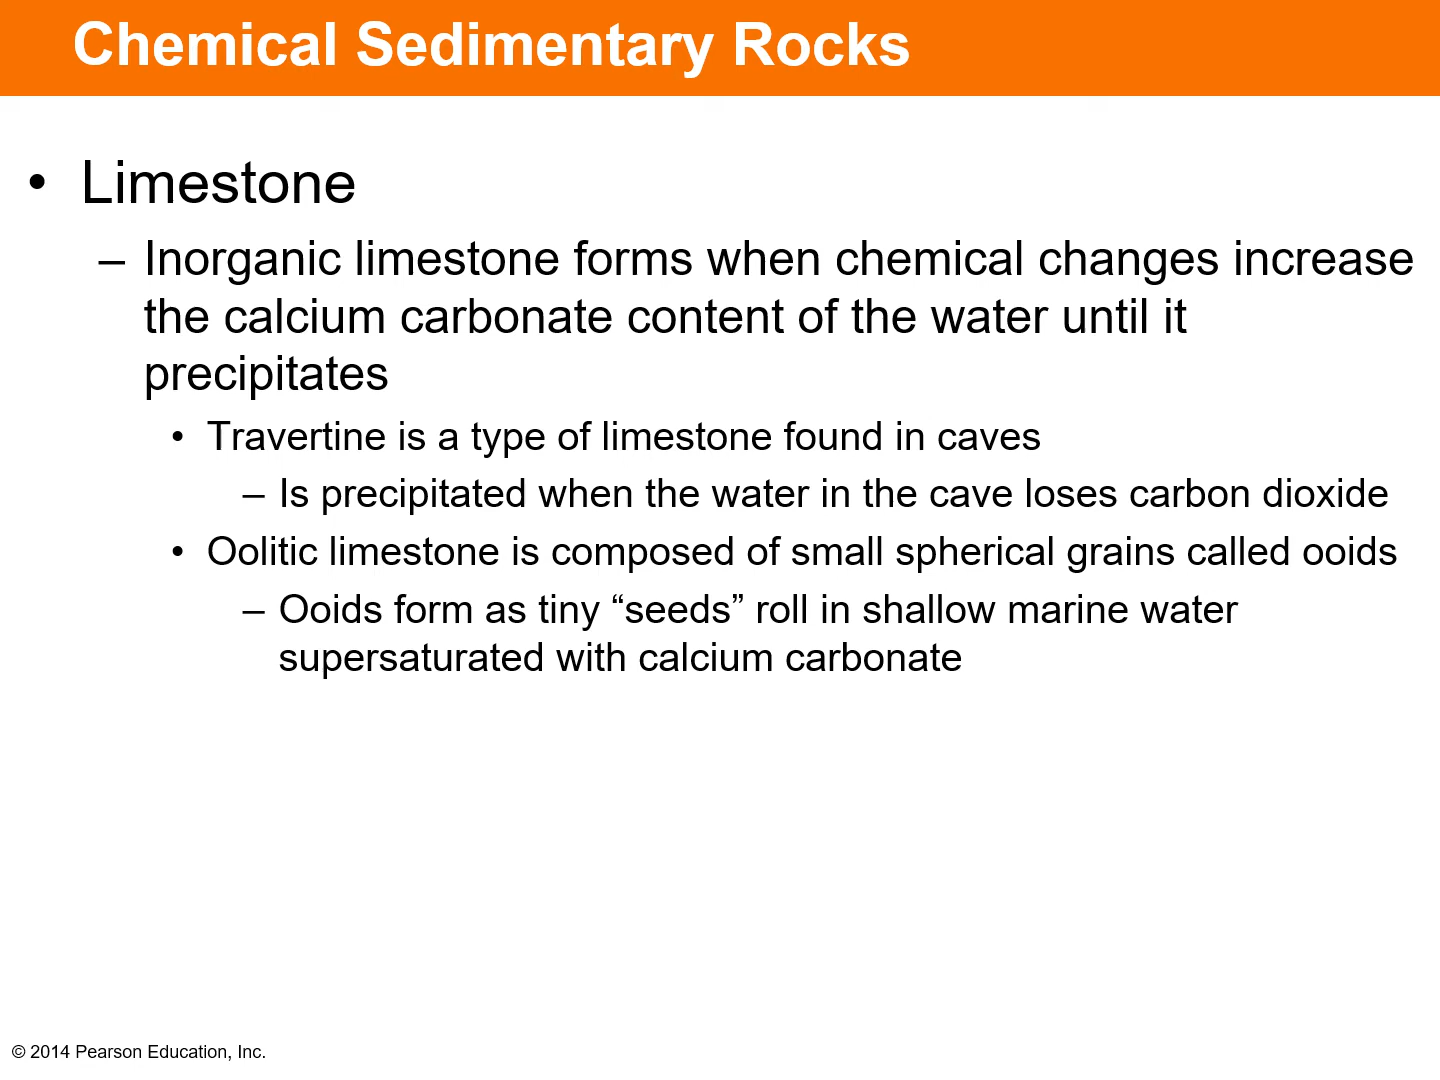 Chemical Sedimentary Rocks
• Limestone
– Inorganic limestone forms when chemical changes increase
the calcium carbonate content of the water until it
precipitates
• Travertine is a type of limestone found in caves
– Is precipitated when the water in the cave loses carbon dioxide
• Oolitic limestone is composed of small spherical grains called ooids
– Ooids form as tiny “seeds” roll in shallow marine water
supersaturated with calcium carbonate
© 2014 Pearson Education, Inc.